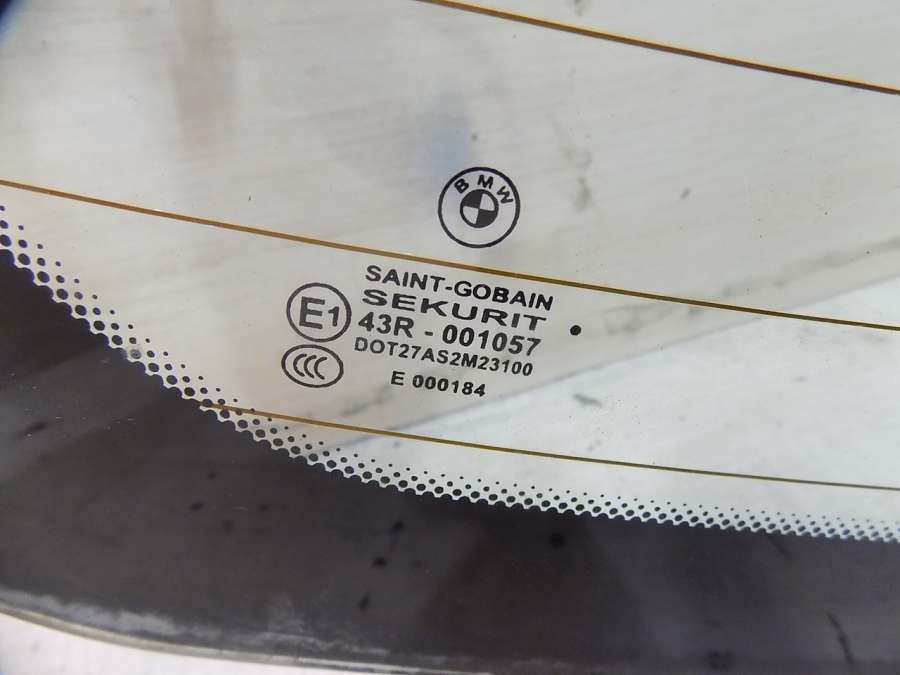 BMW
SAINT-GOBAIN
SEKURIT
E1
43R - 001057
DOT27AS2M23100
CCC
E 000184